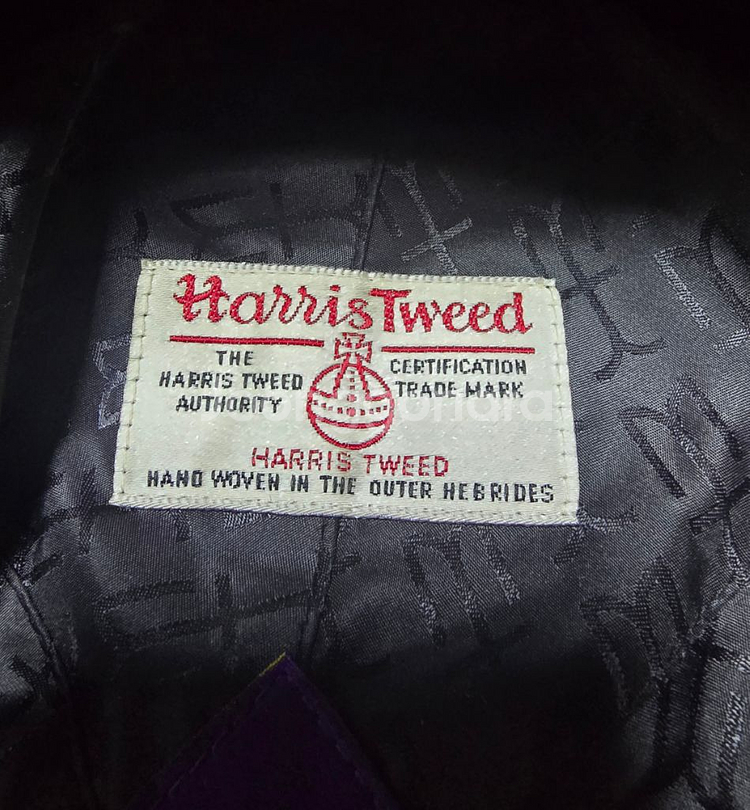 Harris Tweed
THE
HARRIS TWEED
AUTHORITY
CERTIFICATION
TRADE MARK
HARRIS TWEED
HAND WOVEN IN THE OUTER HEBRIDES